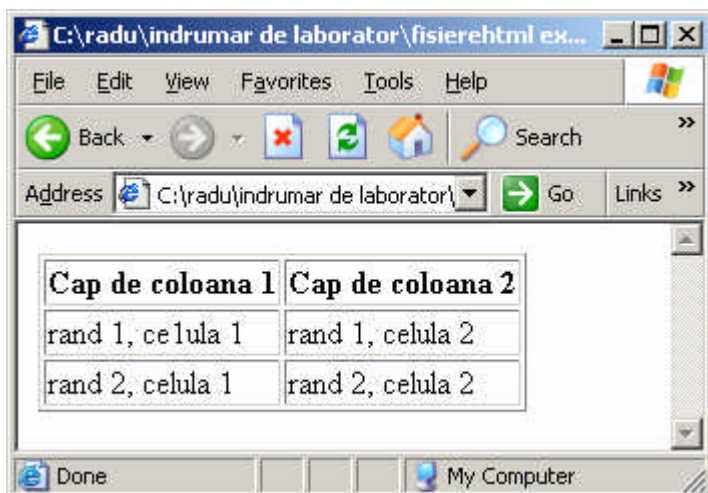 C:\radu\indrumar de laborator\fisierehtml ex...
File Edit View Favorites Tools Help
Back Search »
Address C:\radu\indrumar de laborator\ Go Links »
Cap de coloana 1 Cap de coloana 2
rand 1, ce1ula 1 rand 1, celula 2
rand 2, celula 1 rand 2, celula 2
Done My Computer